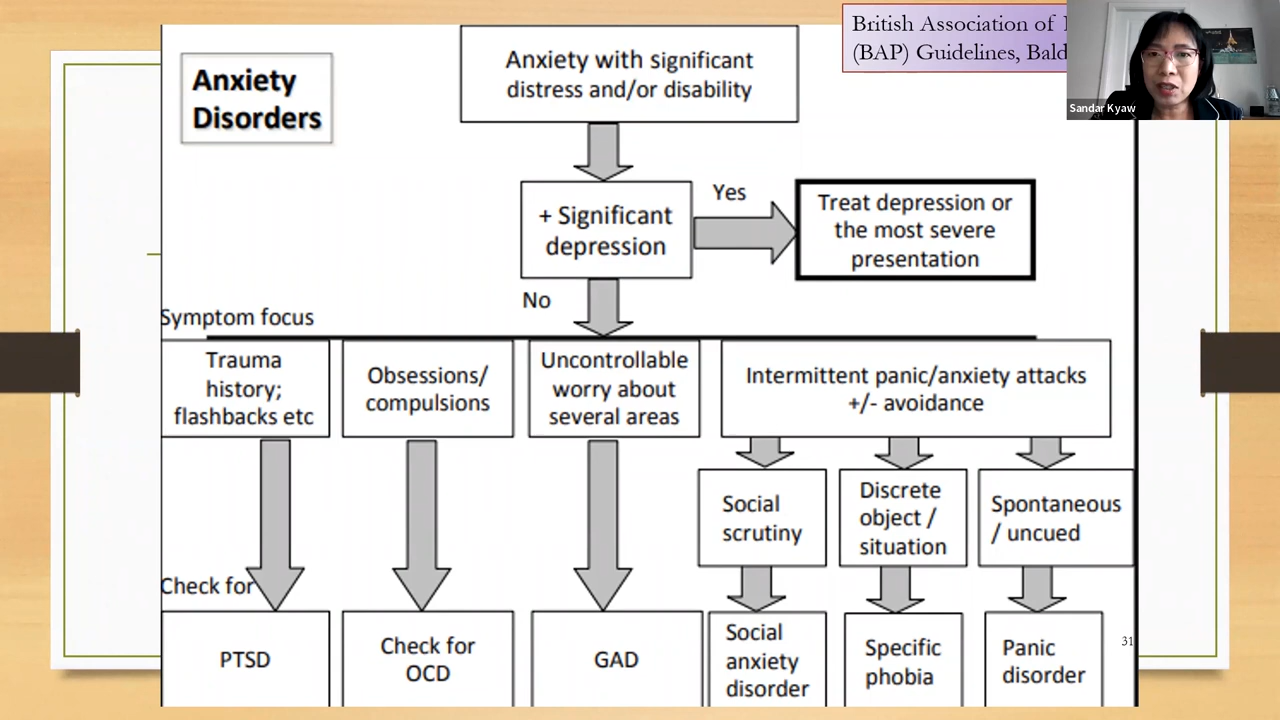 British Association of
(BAP) Guidelines,
Sandar Kyaw
Anxiety
Disorders
Anxiety with significant
distress and/or disability
+ Significant
depression
Yes
Treat depression or
the most severe
presentation
No
Symptom focus
Trauma
history;
flashbacks etc
Obsessions/
compulsions
Uncontrollable
worry about
several areas
Intermittent panic/anxiety attacks
+/- avoidance
Social
scrutiny
Discrete
object /
situation
Spontaneous
/ uncued
Check for
PTSD
Check for
OCD
GAD
Social
anxiety
disorder
Specific
phobia
Panic
disorder
31